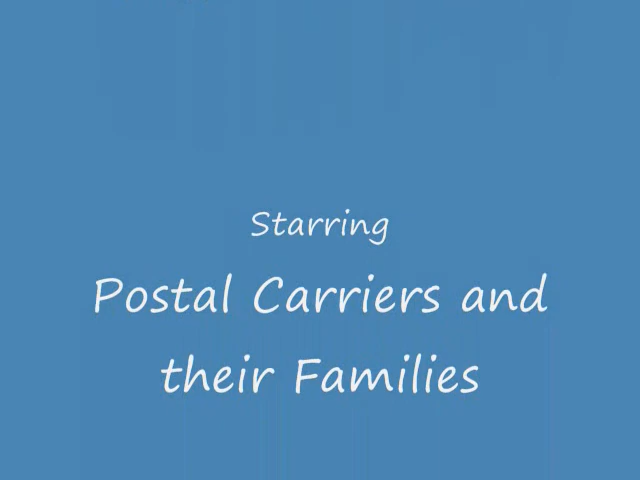 Starring
Postal Carriers and
their Families